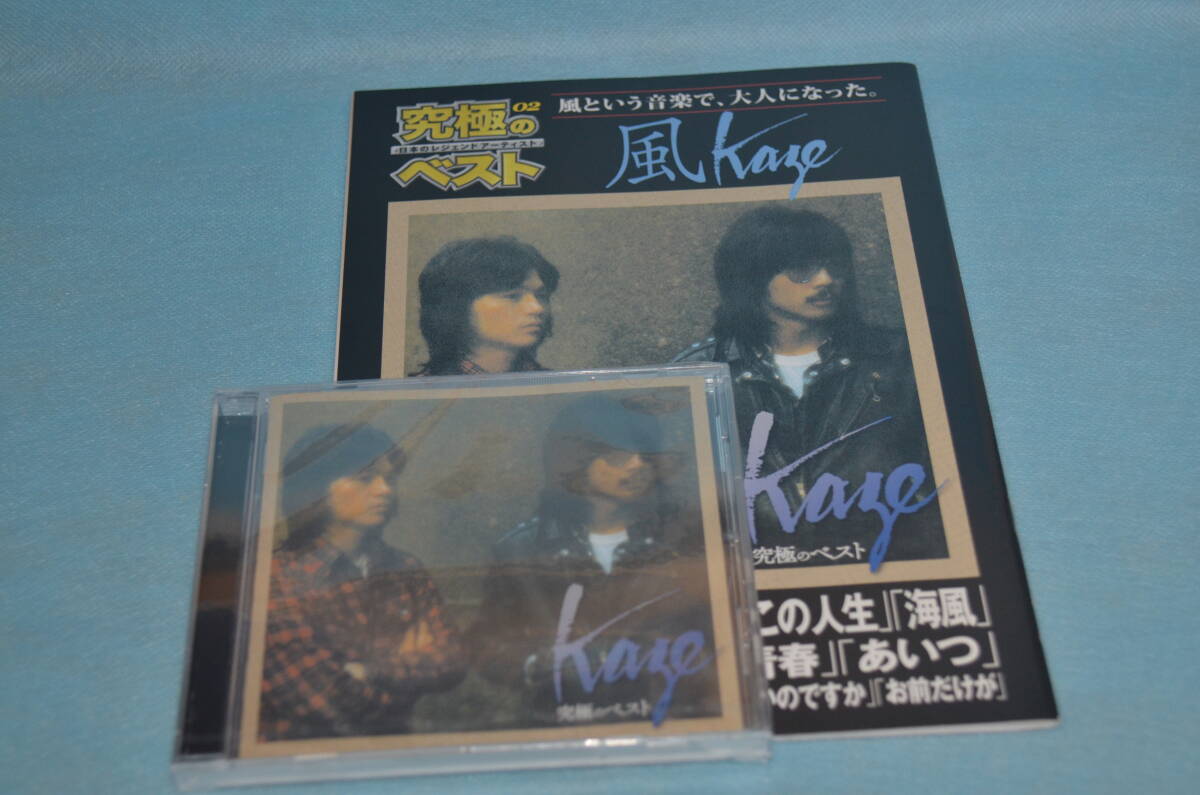 究極の
02
日本のレジェンドアーティスト
ベスト
風という音楽で、大人になった。
風 Kaze
Kaze
究極のベスト
この人生」「海風」
青春」「あいつ」
いのですか」「お前だけが」
Kaze
究極のベスト